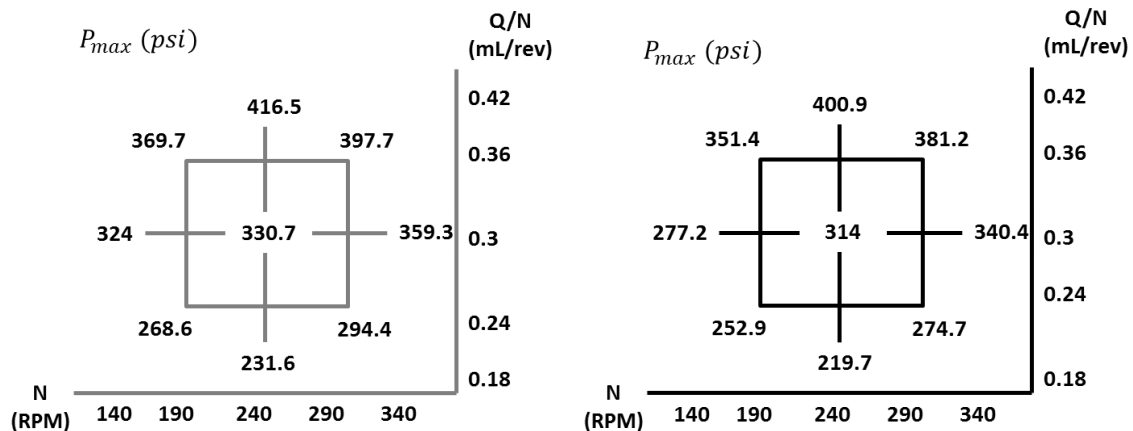 P_max (psi)
Q/N
(mL/rev)
0.42
416.5
369.7 397.7
0.36
324 330.7 359.3
0.3
268.6 294.4
0.24
231.6
0.18
N
(RPM)
140 190 240 290 340
P_max (psi)
Q/N
(mL/rev)
0.42
400.9
351.4 381.2
0.36
277.2 314 340.4
0.3
252.9 274.7
0.24
219.7
0.18
N
(RPM)
140 190 240 290 340